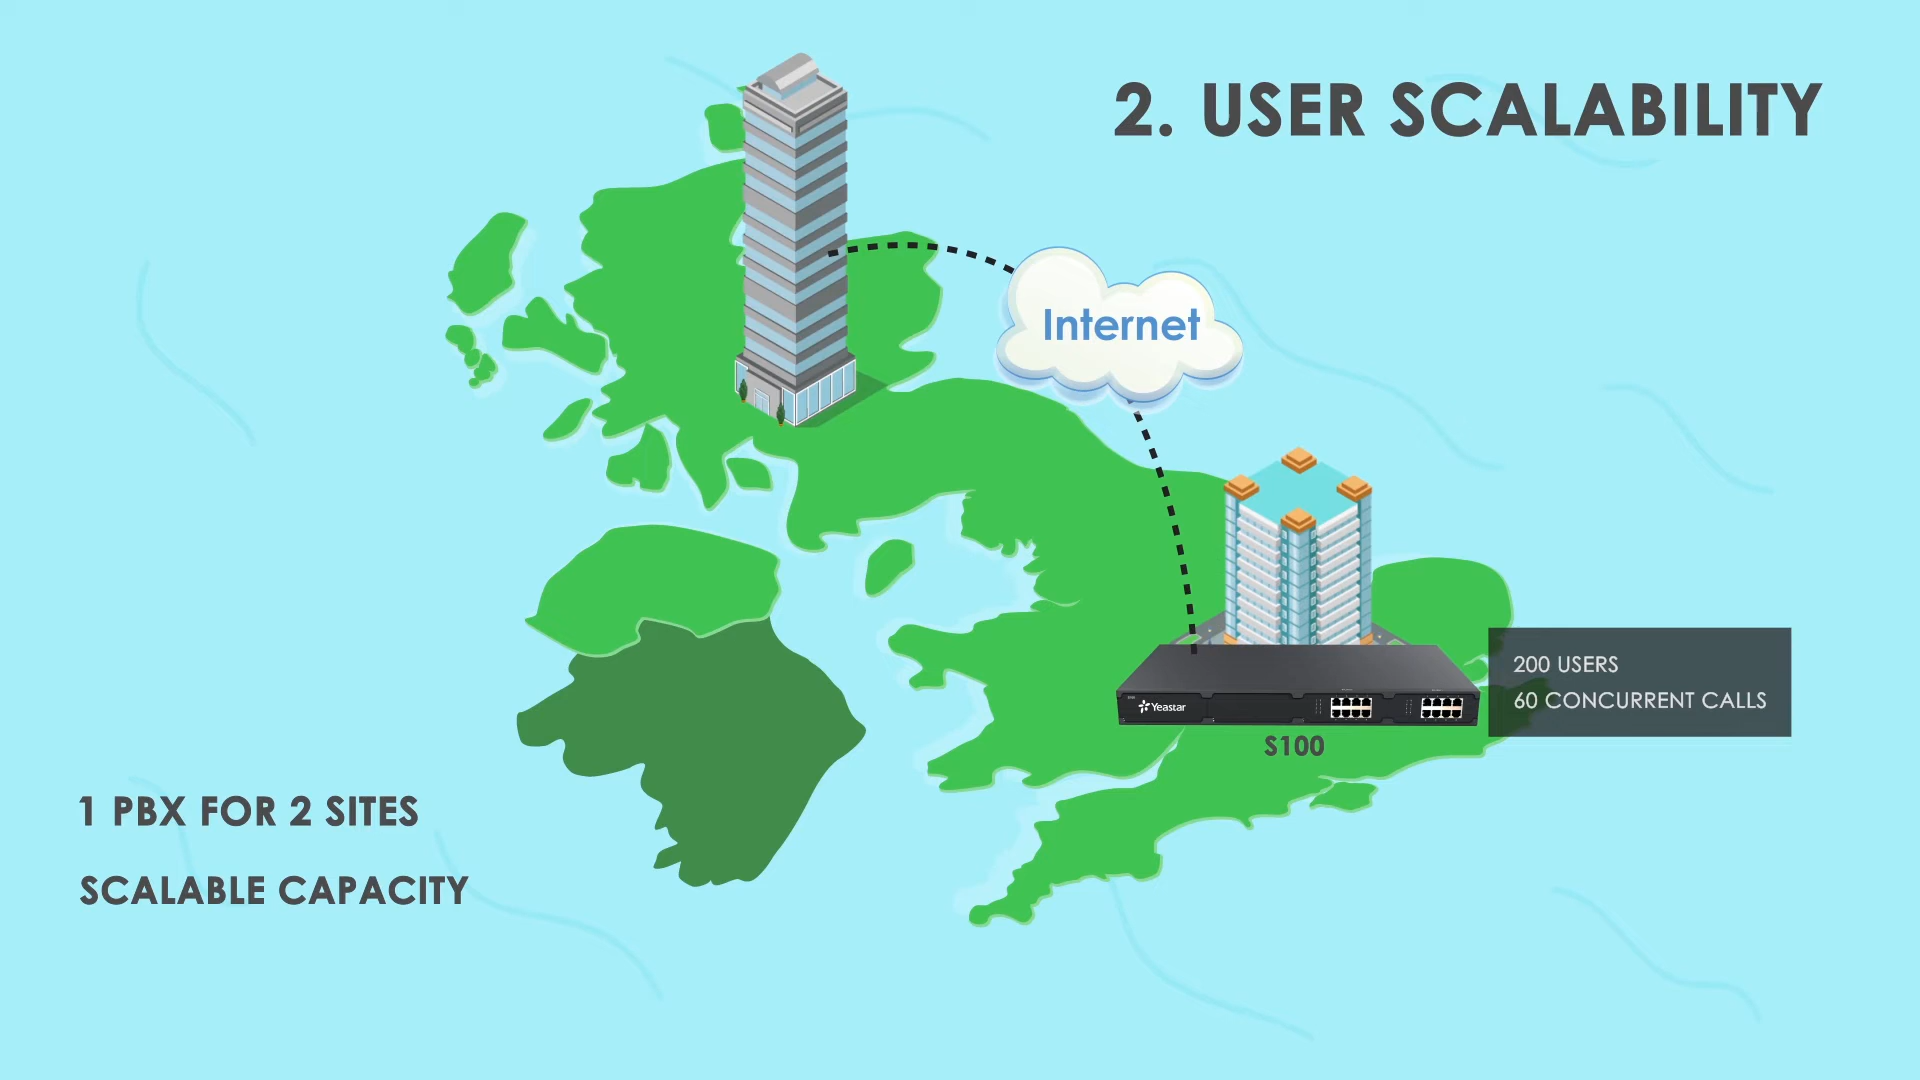 2. USER SCALABILITY
Internet
Yeastar
S100
200 USERS
60 CONCURRENT CALLS
1 PBX FOR 2 SITES
SCALABLE CAPACITY